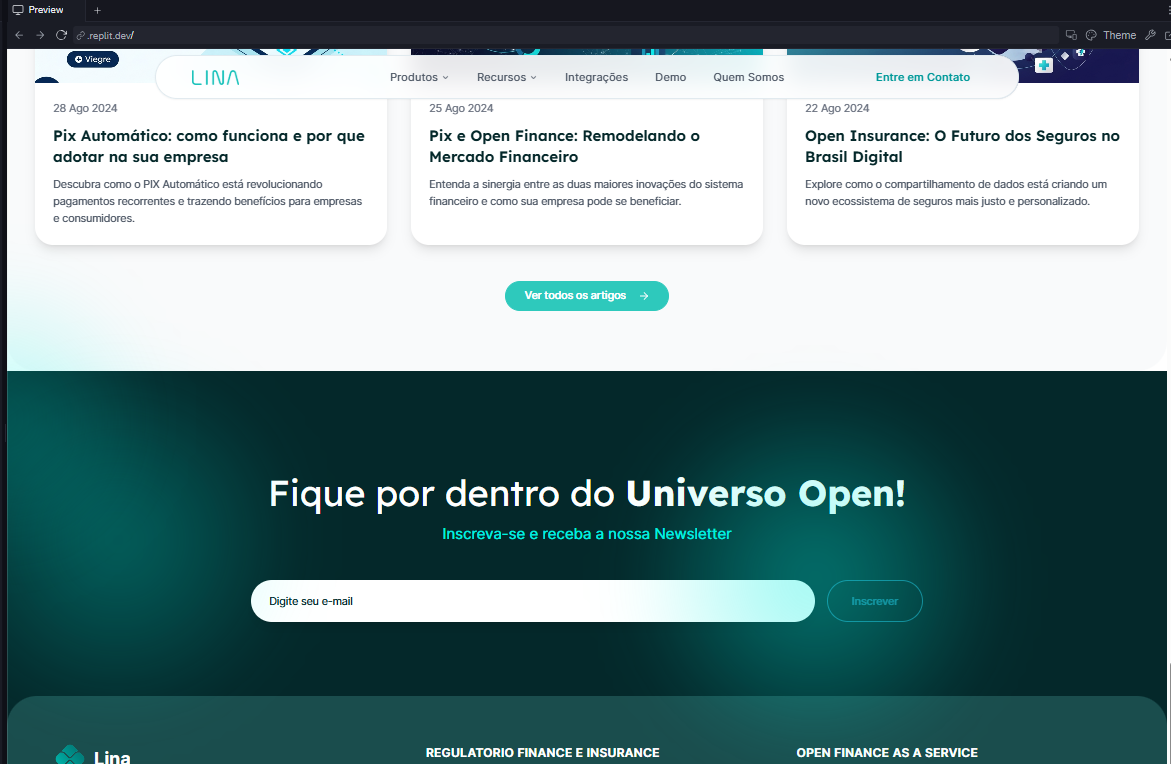 Preview
.replit.dev/
Theme
Viegre
LINA
Produtos
Recursos
Integrações
Demo
Quem Somos
Entre em Contato
28 Ago 2024
Pix Automático: como funciona e por que
adotar na sua empresa
Descubra como o PIX Automático está revolucionando
pagamentos recorrentes e trazendo benefícios para empresas
e consumidores.
25 Ago 2024
Pix e Open Finance: Remodelando o
Mercado Financeiro
Entenda a sinergia entre as duas maiores inovações do sistema
financeiro e como sua empresa pode se beneficiar.
22 Ago 2024
Open Insurance: O Futuro dos Seguros no
Brasil Digital
Explore como o compartilhamento de dados está criando um
novo ecossistema de seguros mais justo e personalizado.
Ver todos os artigos
Fique por dentro do Universo Open!
Inscreva-se e receba a nossa Newsletter
Digite seu e-mail
Inscrever
Lina
REGULATORIO FINANCE E INSURANCE
OPEN FINANCE AS A SERVICE